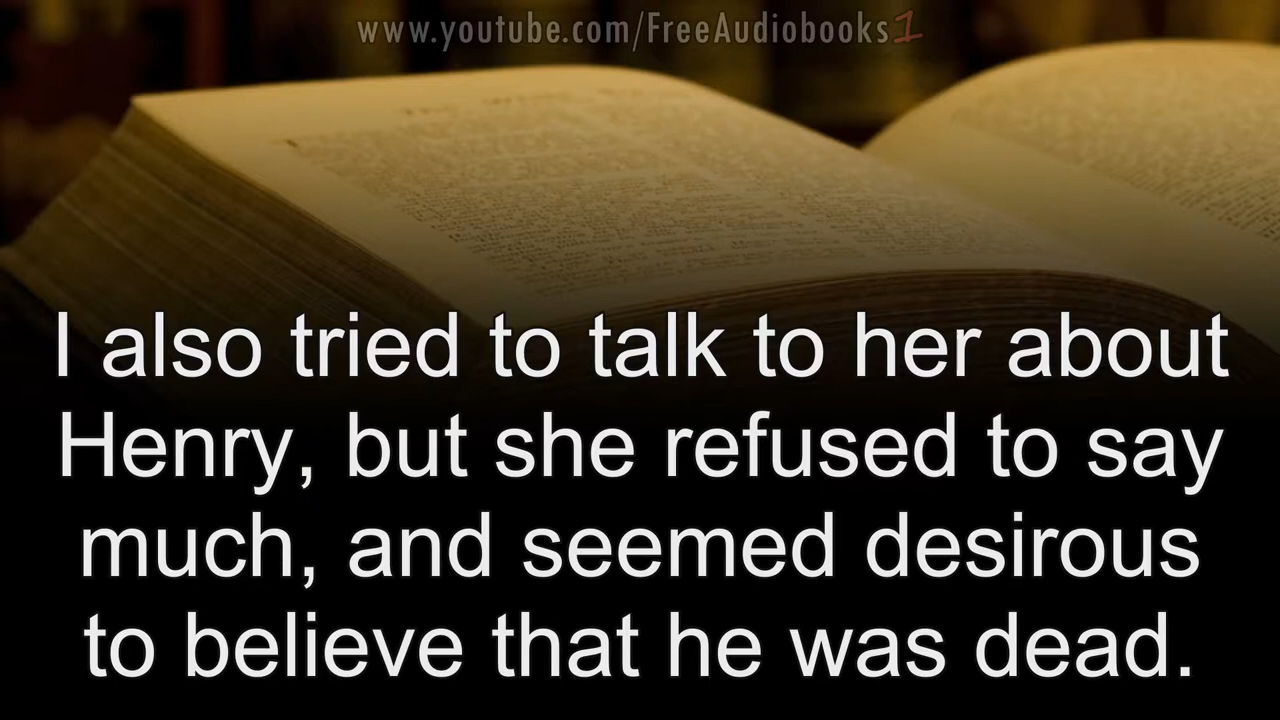 www.youtube.com/FreeAudiobooks1
I also tried to talk to her about
Henry, but she refused to say
much, and seemed desirous
to believe that he was dead.